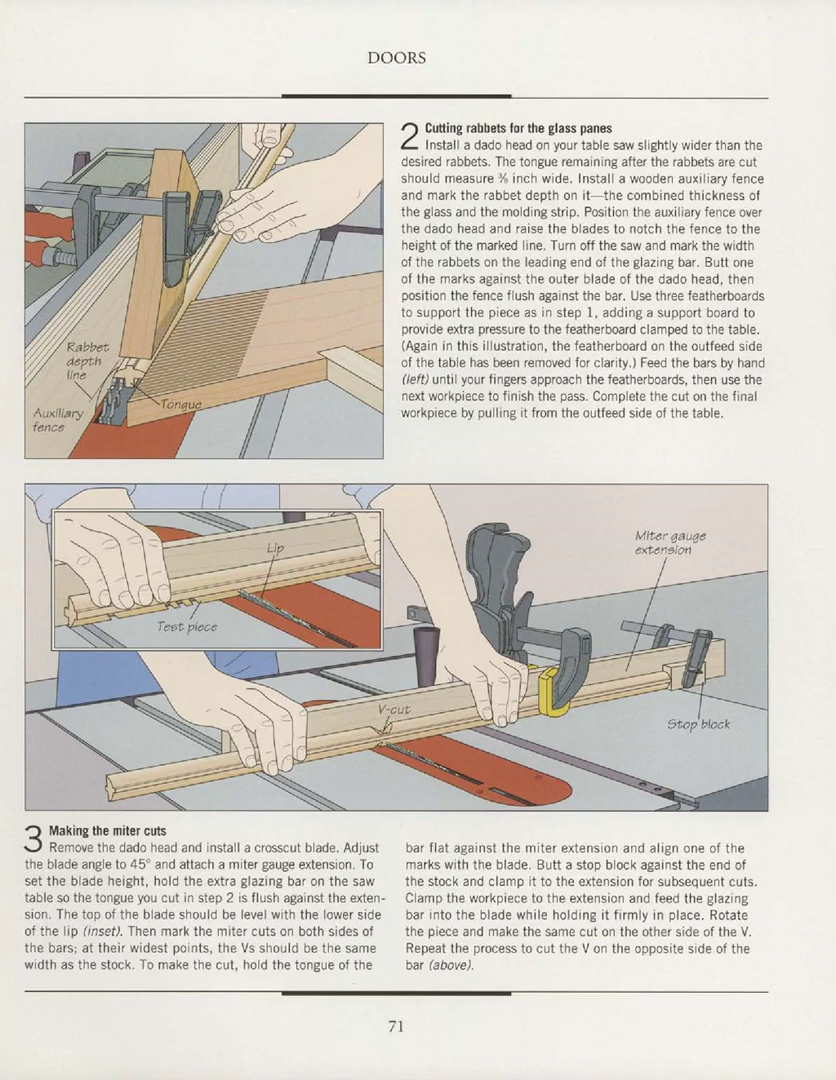 DOORS
2 Cutting rabbets for the glass panes
Install a dado head on your table saw slightly wider than the
desired rabbets. The tongue remaining after the rabbets are cut
should measure ⅜ inch wide. Install a wooden auxiliary fence
and mark the rabbet depth on it—the combined thickness of
the glass and the molding strip. Position the auxiliary fence over
the dado head and raise the blades to notch the fence to the
height of the marked line. Turn off the saw and mark the width
of the rabbets on the leading end of the glazing bar. Butt one
of the marks against the outer blade of the dado head, then
position the fence flush against the bar. Use three featherboards
to support the piece as in step 1, adding a support board to
provide extra pressure to the featherboard clamped to the table.
(Again in this illustration, the featherboard on the outfeed side
of the table has been removed for clarity.) Feed the bars by hand
(left) until your fingers approach the featherboards, then use the
next workpiece to finish the pass. Complete the cut on the final
workpiece by pulling it from the outfeed side of the table.
Rabbet
depth
line
Auxiliary
fence
Tongue
Lip
Test piece
Miter gauge
extension
V-cut
Stop block
3 Making the miter cuts
Remove the dado head and install a crosscut blade. Adjust
the blade angle to 45° and attach a miter gauge extension. To
set the blade height, hold the extra glazing bar on the saw
table so the tongue you cut in step 2 is flush against the exten-
sion. The top of the blade should be level with the lower side
of the lip (inset). Then mark the miter cuts on both sides of
the bars; at their widest points, the Vs should be the same
width as the stock. To make the cut, hold the tongue of the
bar flat against the miter extension and align one of the
marks with the blade. Butt a stop block against the end of
the stock and clamp it to the extension for subsequent cuts.
Clamp the workpiece to the extension and feed the glazing
bar into the blade while holding it firmly in place. Rotate
the piece and make the same cut on the other side of the V.
Repeat the process to cut the V on the opposite side of the
bar (above).
71